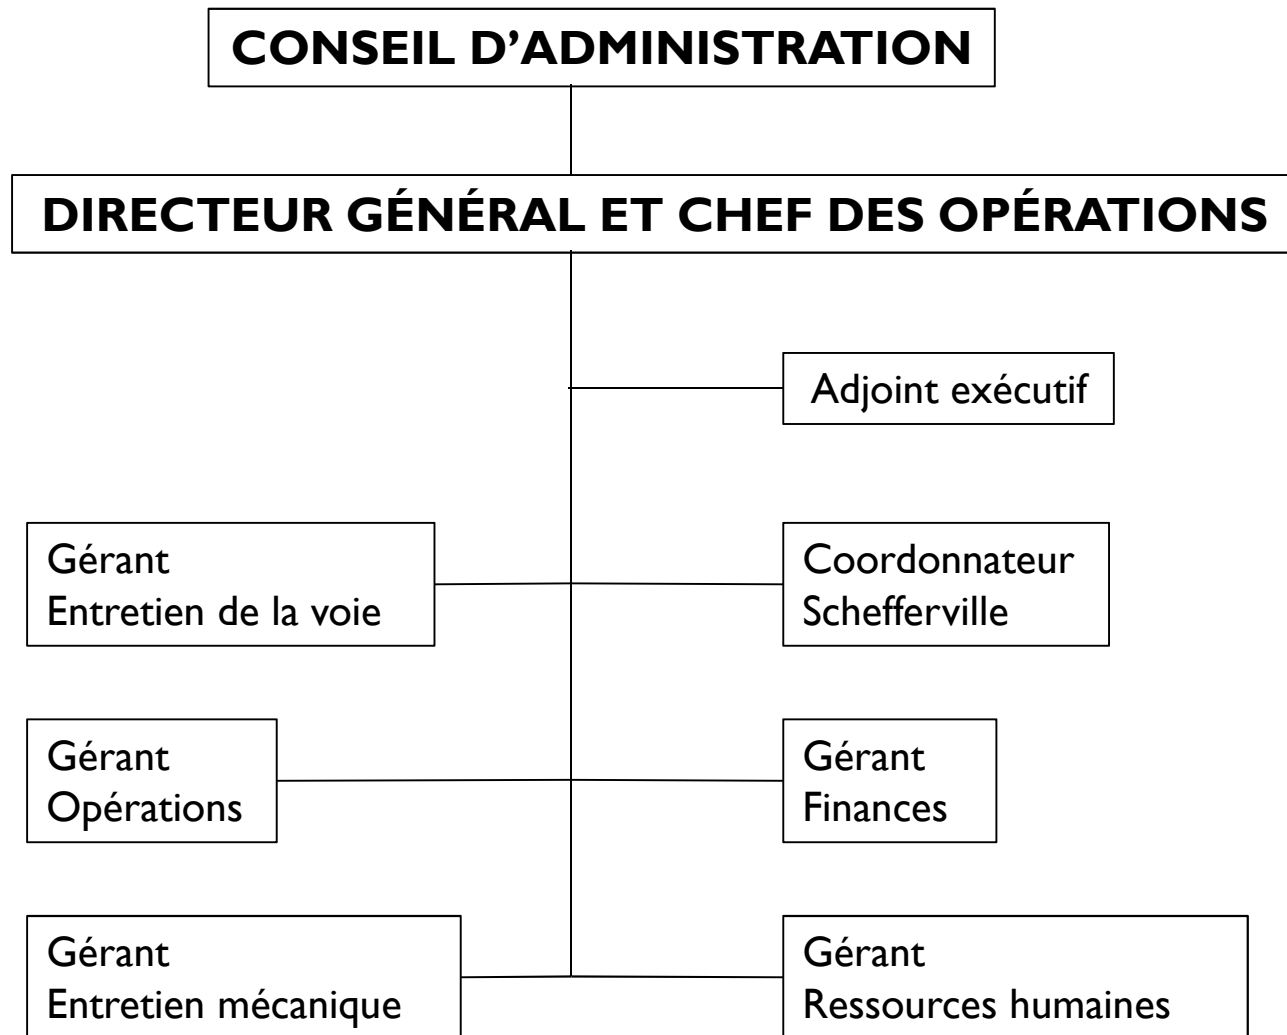 CONSEIL D’ADMINISTRATION
DIRECTEUR GÉNÉRAL ET CHEF DES OPÉRATIONS
Adjoint exécutif
Gérant
Entretien de la voie
Coordonnateur
Schefferville
Gérant
Opérations
Gérant
Finances
Gérant
Entretien mécanique
Gérant
Ressources humaines